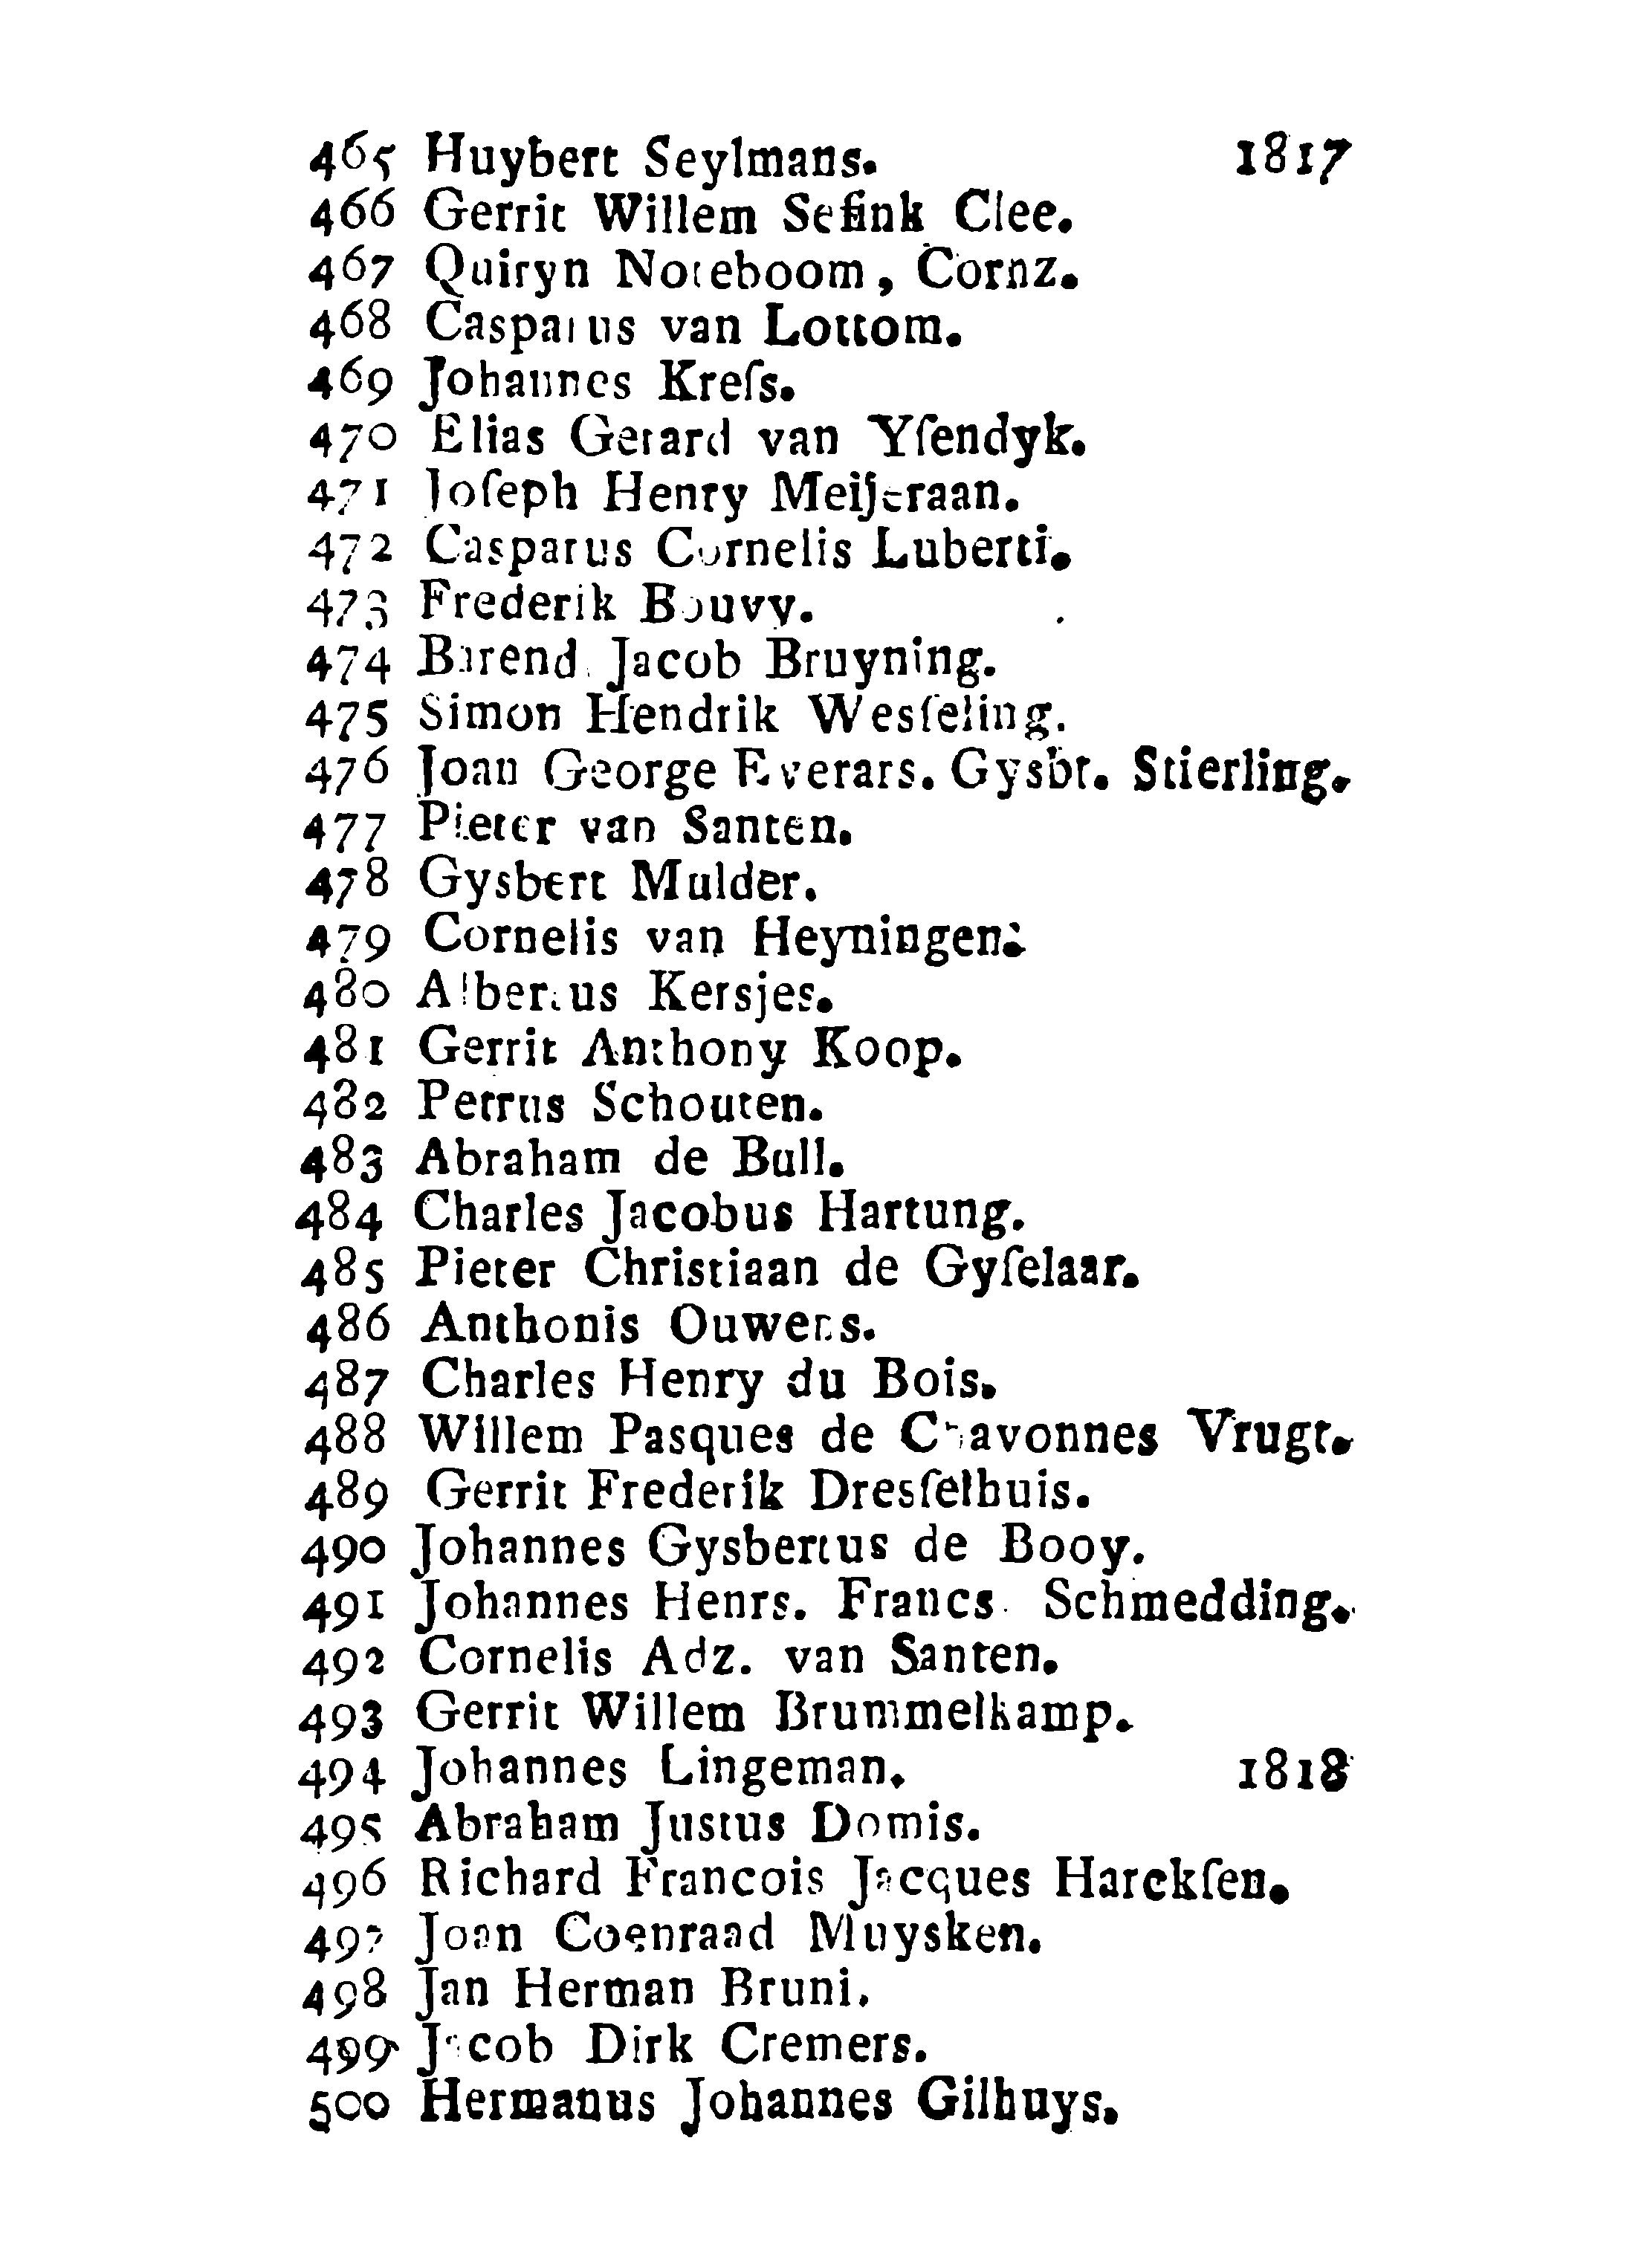 465 Huybert Seylmans. 1817
466 Gerrit Willem Sefink Clee.
467 Quiryn Noteboom, Cornz.
468 Casparus van Lottom.
469 Johannes Kreſs.
470 Elias Gerard van Yſendyk.
471 Joſeph Henry Meijeraan.
472 Casparus Cornelis Luberti.
473 Frederik Bouvy.
474 Barend Jacob Bruyning.
475 Simon Hendrik Wesſeling.
476 Joan George Everars. Gysbt. Stierling.
477 Pieter van Santen.
478 Gysbert Mulder.
479 Cornelis van Heyningen.
480 Albertus Kersjes.
481 Gerrit Anthony Koop.
482 Petrus Schouten.
483 Abraham de Bull.
484 Charles Jacobus Hartung.
485 Pieter Christiaan de Gyſelaar.
486 Anthonis Ouwens.
487 Charles Henry du Bois.
488 Willem Pasques de Chavonnes Vrugt.
489 Gerrit Frederik Dresſelhuis.
490 Johannes Gysbertus de Booy.
491 Johannes Henrs. Francs. Schmedding.
492 Cornelis Adz. van Santen.
493 Gerrit Willem Brummelkamp.
494 Johannes Lingeman. 1818
495 Abraham Justus Domis.
496 Richard Francois Jacques Harckſen.
497 Joan Coenraad Muysken.
498 Jan Herman Bruni.
499 Jacob Dirk Cremers.
500 Hermanus Johannes Gilhuys.